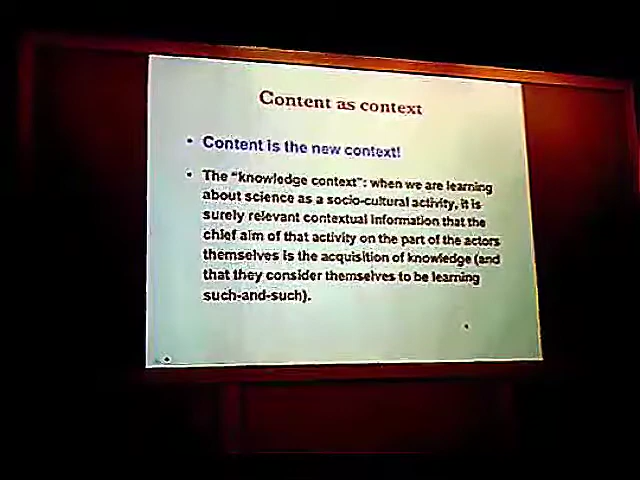 Content as context
• Content is the new context!
• The "knowledge context": when we are learning
about science as a socio-cultural activity, it is
surely relevant contextual information that the
chief aim of that activity on the part of the actors
themselves is the acquisition of knowledge (and
that they consider themselves to be learning
such-and-such).